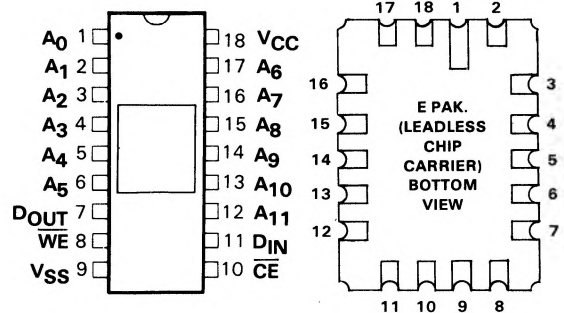 A0 1
A1 2
A2 3
A3 4
A4 5
A5 6
DOUT 7
WE 8
VSS 9
18 VCC
17 A6
16 A7
15 A8
14 A9
13 A10
12 A11
11 DIN
10 CE
17 18 1 2
16
15
14
13
12
E PAK.
(LEADLESS
CHIP
CARRIER)
BOTTOM
VIEW
3
4
5
6
7
11 10 9 8